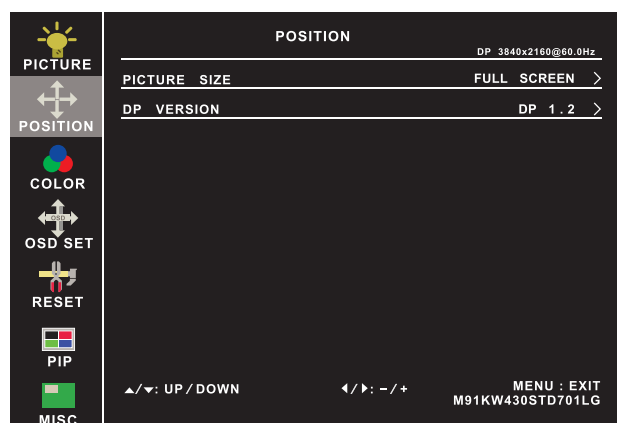 PICTURE
POSITION
COLOR
OSD
OSD SET
RESET
PIP
MISC
POSITION
DP 3840x2160@60.0Hz
PICTURE SIZE FULL SCREEN >
DP VERSION DP 1.2 >
▲/▼: UP/DOWN ◀/▶: -/+ MENU : EXIT
M91KW430STD701LG